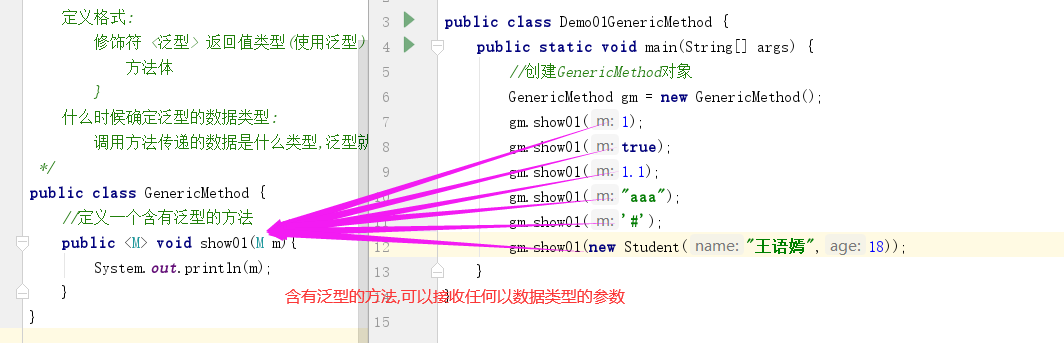 定义格式:
修饰符 <泛型> 返回值类型(使用泛型)
方法体
}
什么时候确定泛型的数据类型:
调用方法传递的数据是什么类型,泛型就
*/
public class GenericMethod {
//定义一个含有泛型的方法
public <M> void show01(M m){
System.out.println(m);
}
}
3 public class Demo01GenericMethod {
4 public static void main(String[] args) {
5 //创建GenericMethod对象
6 GenericMethod gm = new GenericMethod();
7 gm.show01( m: 1);
8 gm.show01( m: true);
9 gm.show01( m: 1.1);
10 gm.show01( m: "aaa");
11 gm.show01( m: '#');
12 gm.show01(new Student( name: "王语嫣", age: 18));
13 }
含有泛型的方法,可以接收任何以数据类型的参数
15